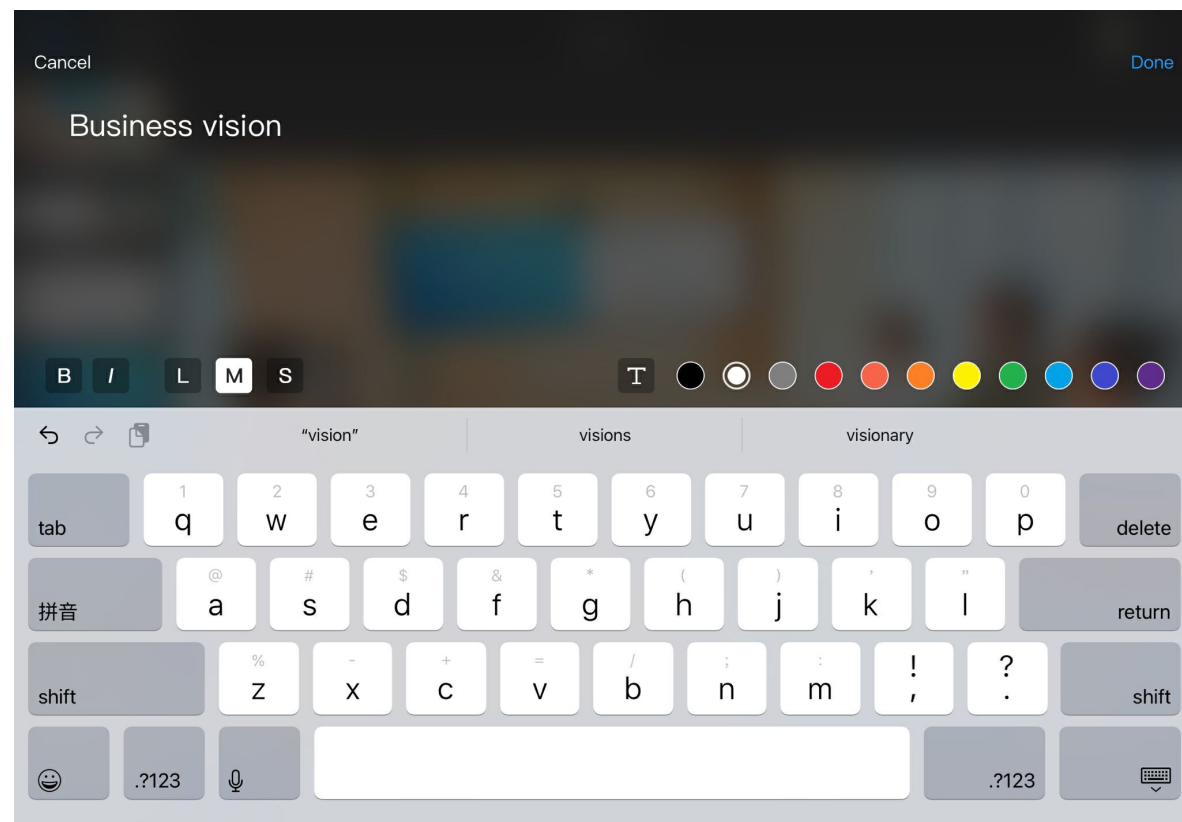 Cancel
Done
Business vision
B I L M S T
“vision” visions visionary
1 2 3 4 5 6 7 8 9 0
tab q w e r t y u i o p delete
@ # $ & * ( ) ’ ”
拼音 a s d f g h j k l return
% - + = / ; : ! ?
shift z x c v b n m , . shift
.?123 .?123